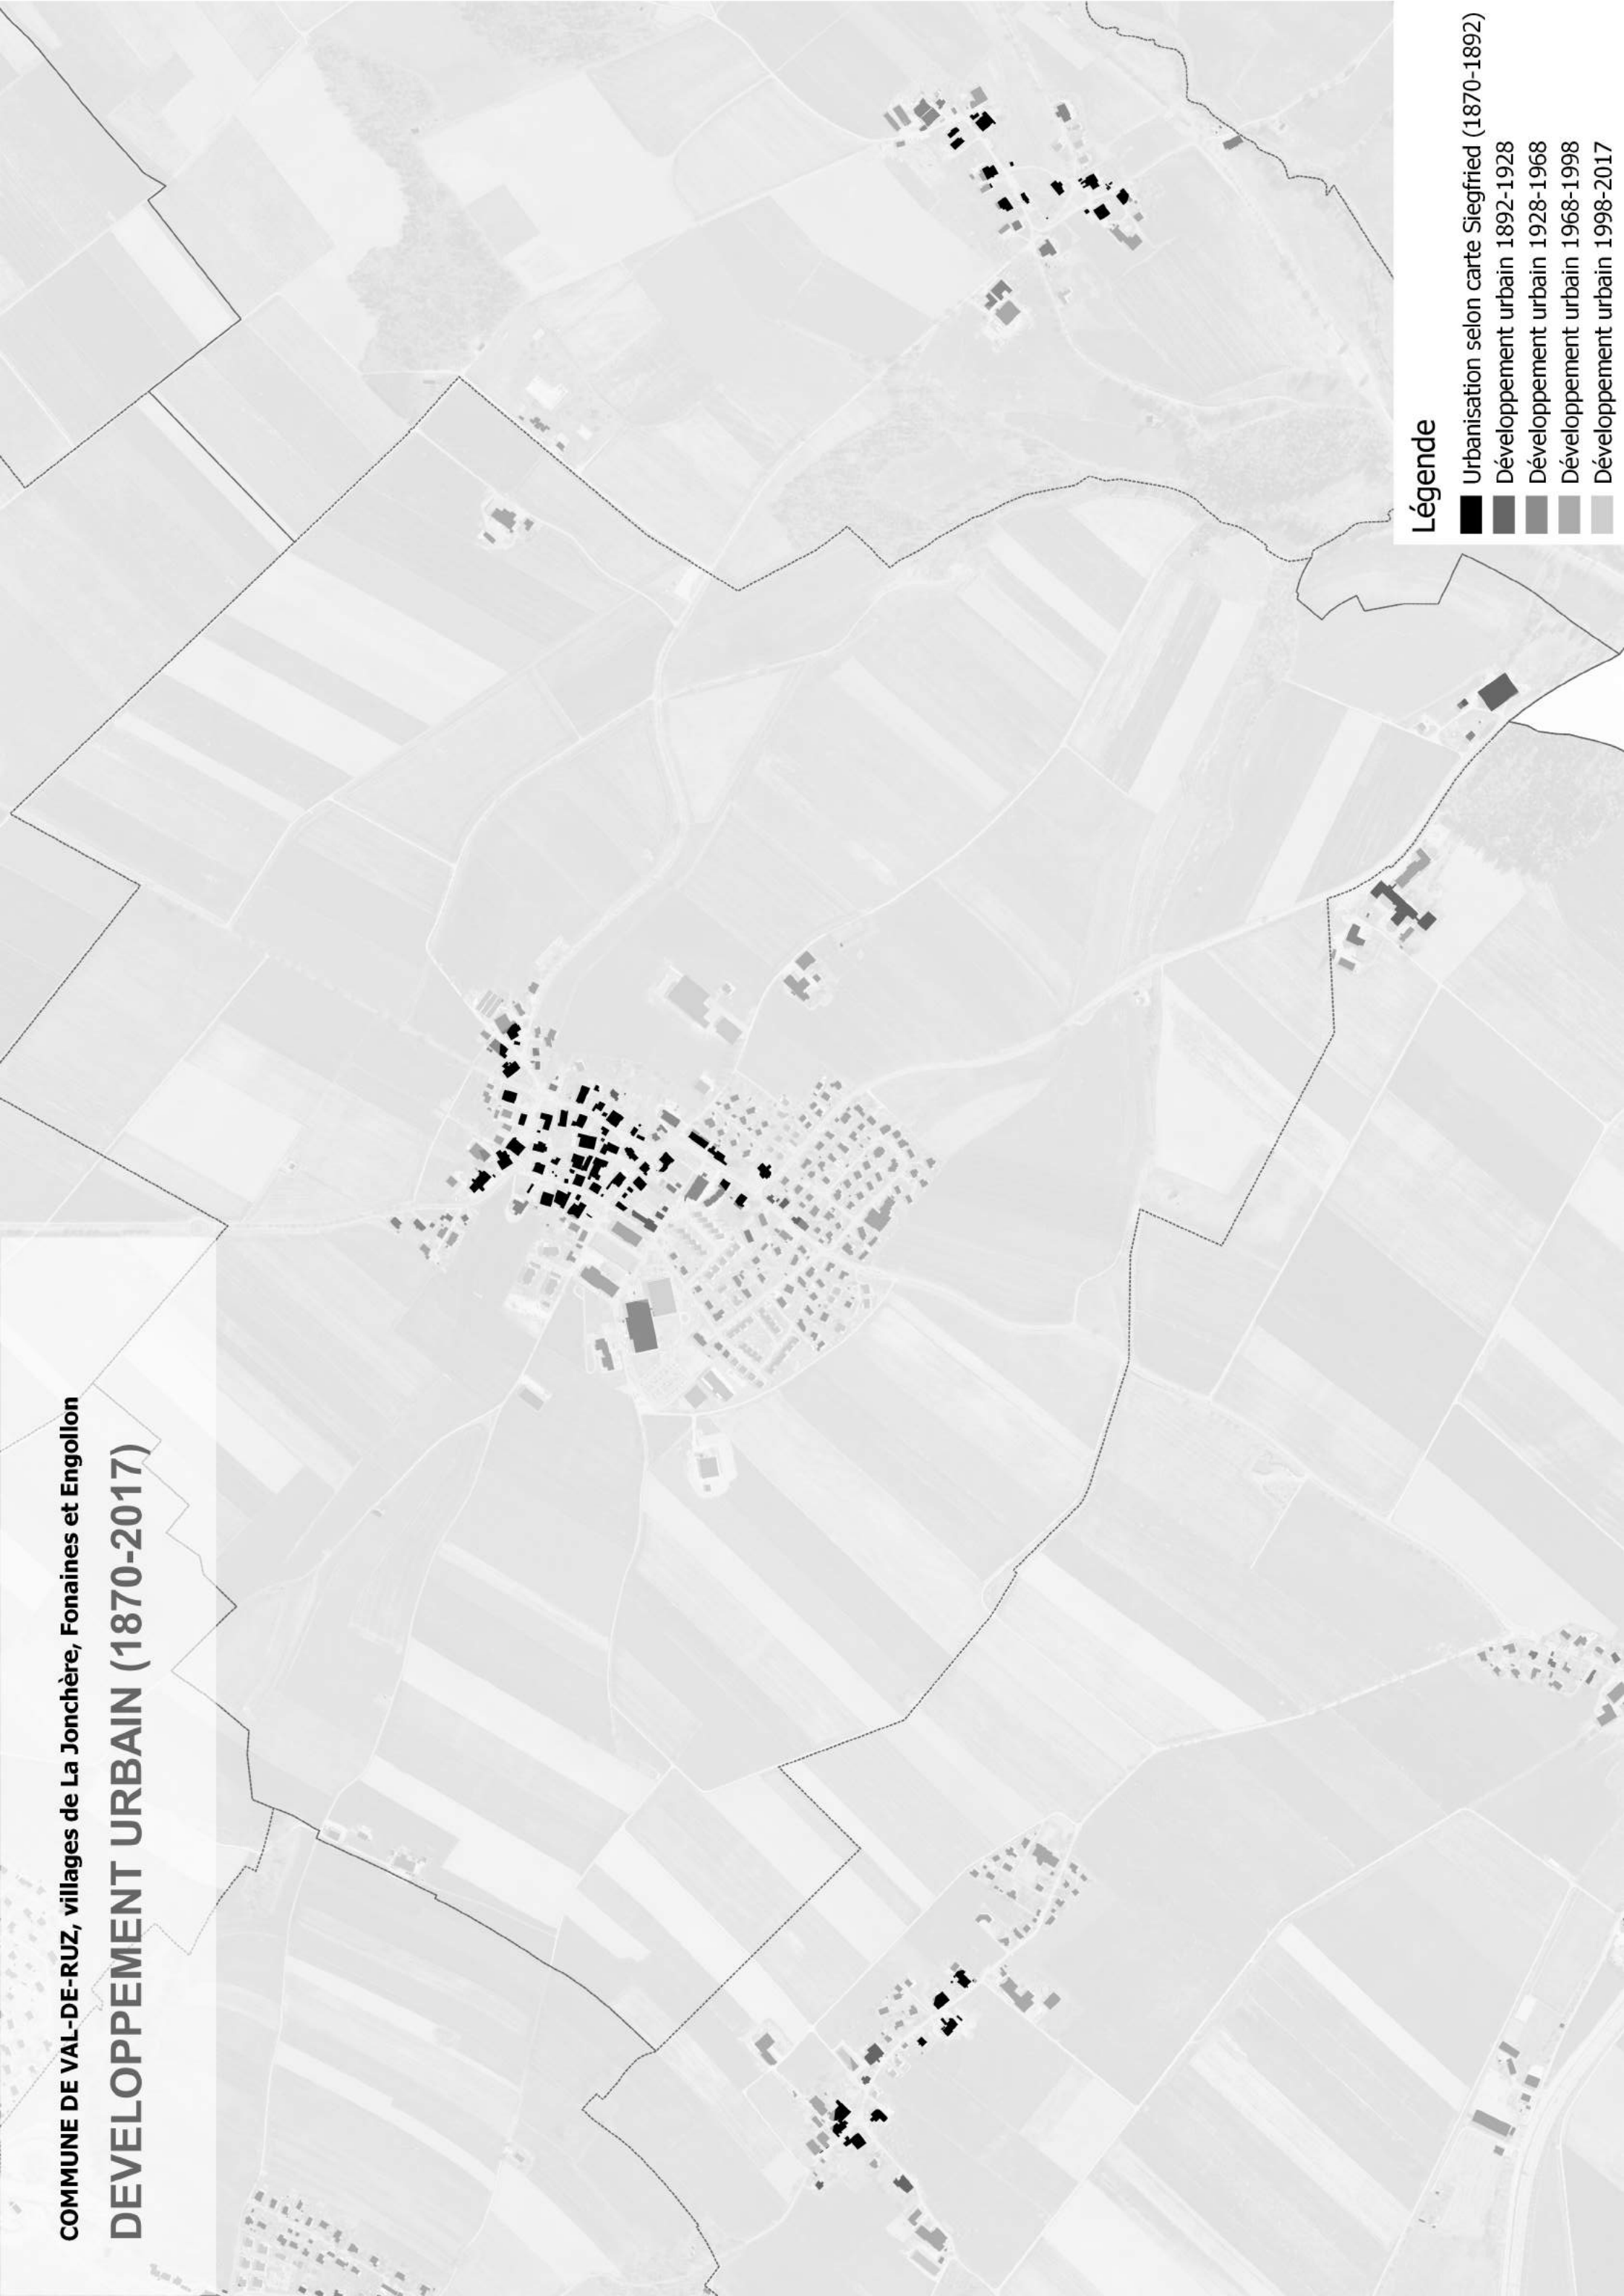 COMMUNE DE VAL-DE-RUZ, villages de La Jonchère, Fonaines et Engollon
DEVELOPPEMENT URBAIN (1870-2017)
Légende
Urbanisation selon carte Siegfried (1870-1892)
Développement urbain 1892-1928
Développement urbain 1928-1968
Développement urbain 1968-1998
Développement urbain 1998-2017